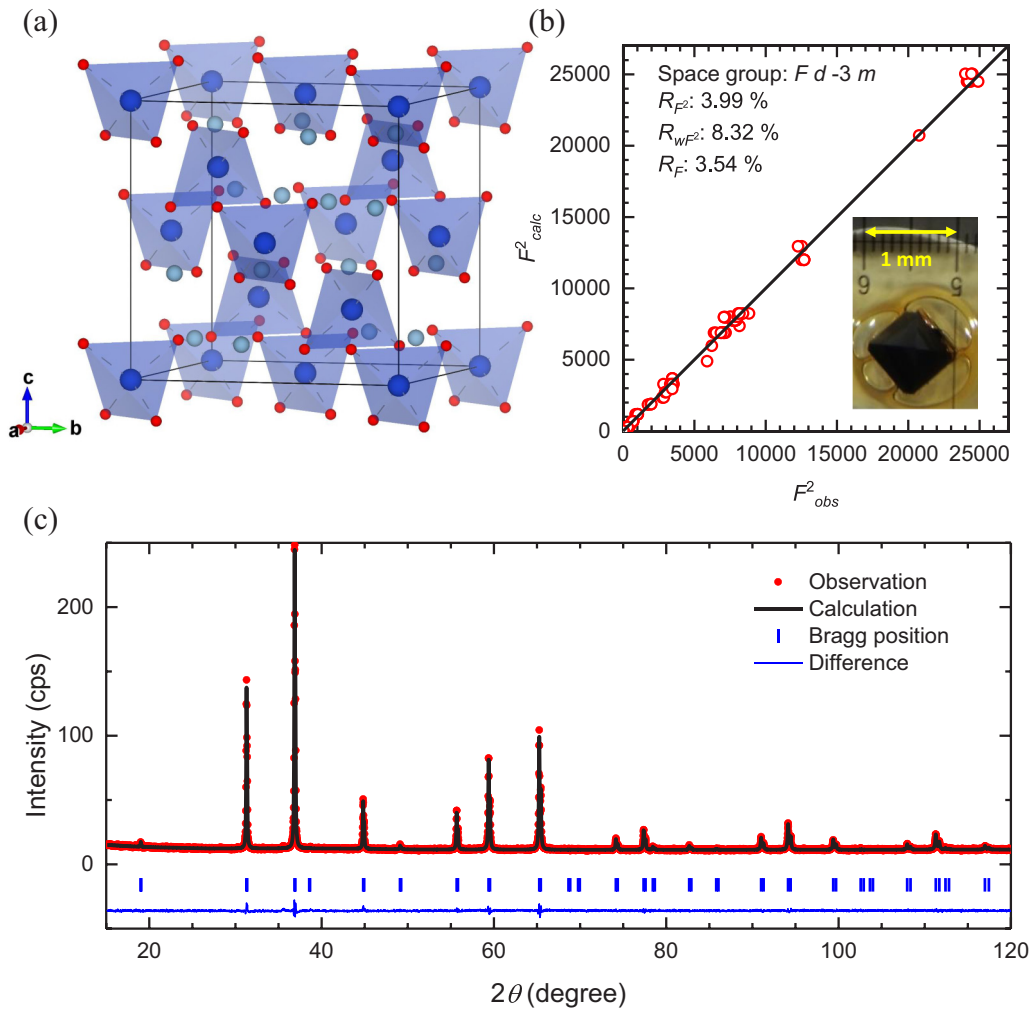 (a)
c
a
b
(b)
Space group: F d -3 m
R_F²: 3.99 %
R_wF²: 8.32 %
R_F: 3.54 %
1 mm
6 5
25000
20000
15000
10000
5000
0
F²calc
0 5000 10000 15000 20000 25000
F²obs
(c)
Observation
Calculation
Bragg position
Difference
200
100
0
Intensity (cps)
20 40 60 80 100 120
2θ (degree)